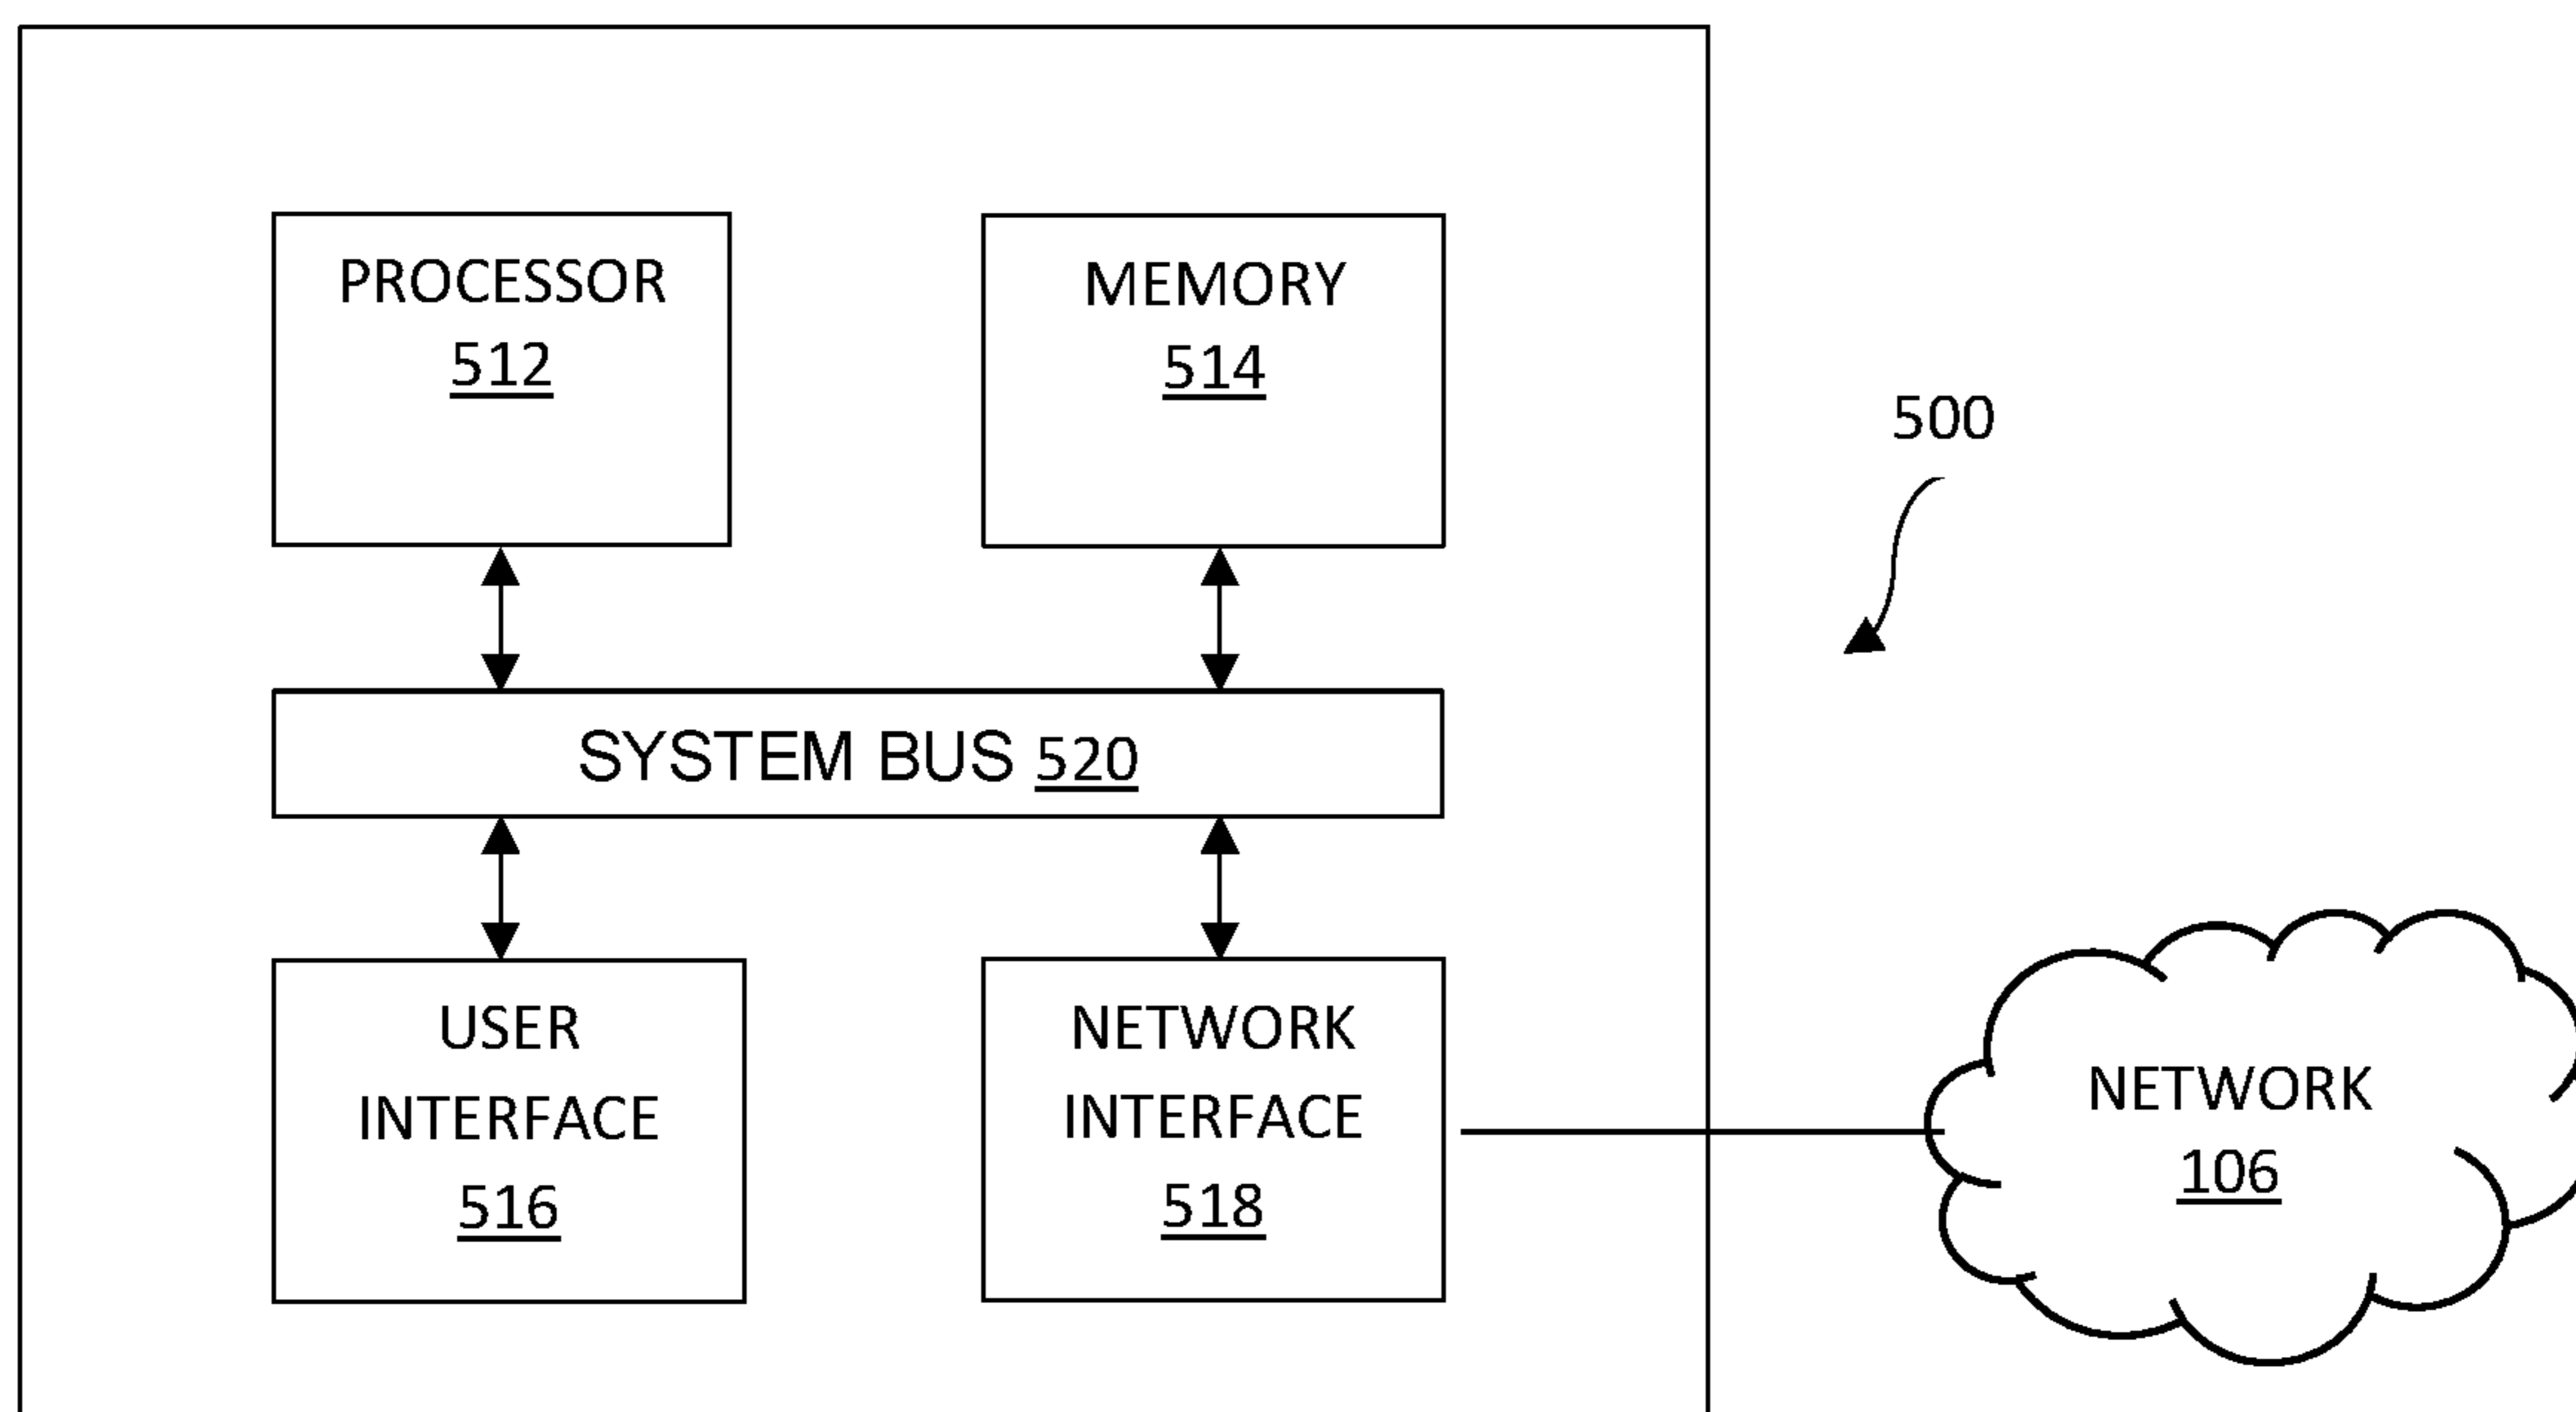 PROCESSOR
512
MEMORY
514
500
SYSTEM BUS 520
USER
INTERFACE
516
NETWORK
INTERFACE
518
NETWORK
106